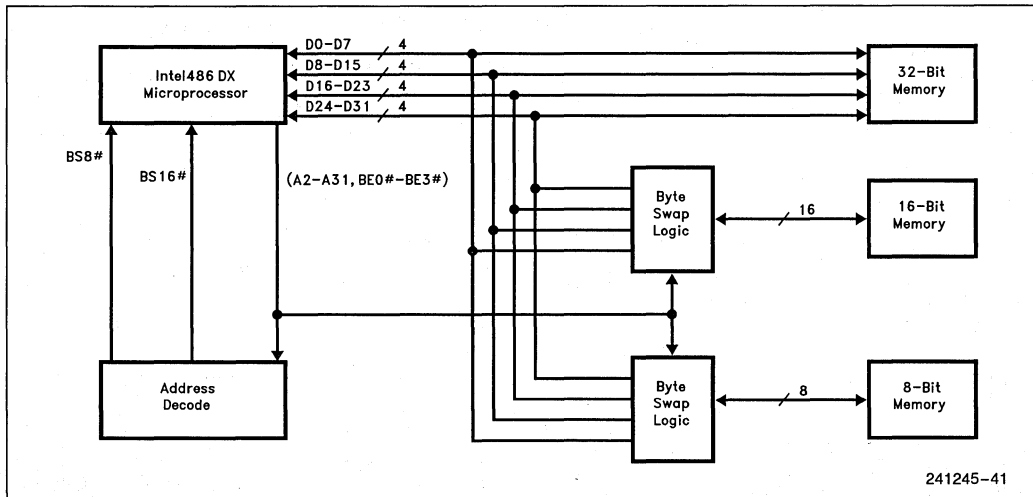 Intel486 DX
Microprocessor
D0-D7 4
D8-D15 4
D16-D23 4
D24-D31 4
32-Bit
Memory
BS8#
BS16#
(A2-A31, BE0#-BE3#)
Byte
Swap
Logic
16
16-Bit
Memory
Address
Decode
Byte
Swap
Logic
8
8-Bit
Memory
241245-41